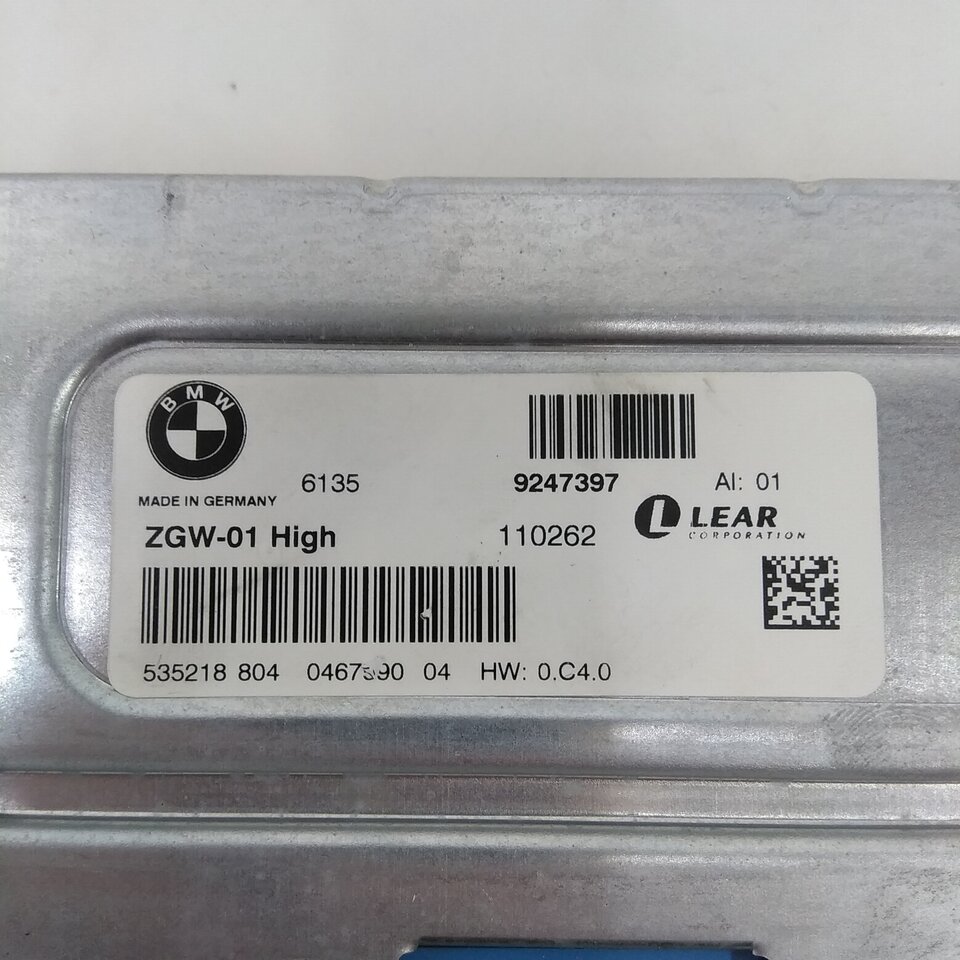 BMW
MADE IN GERMANY
6135
9247397
AI: 01
ZGW-01 High
110262
LEAR
CORPORATION
535218 804 04 HW: 0.C4.0